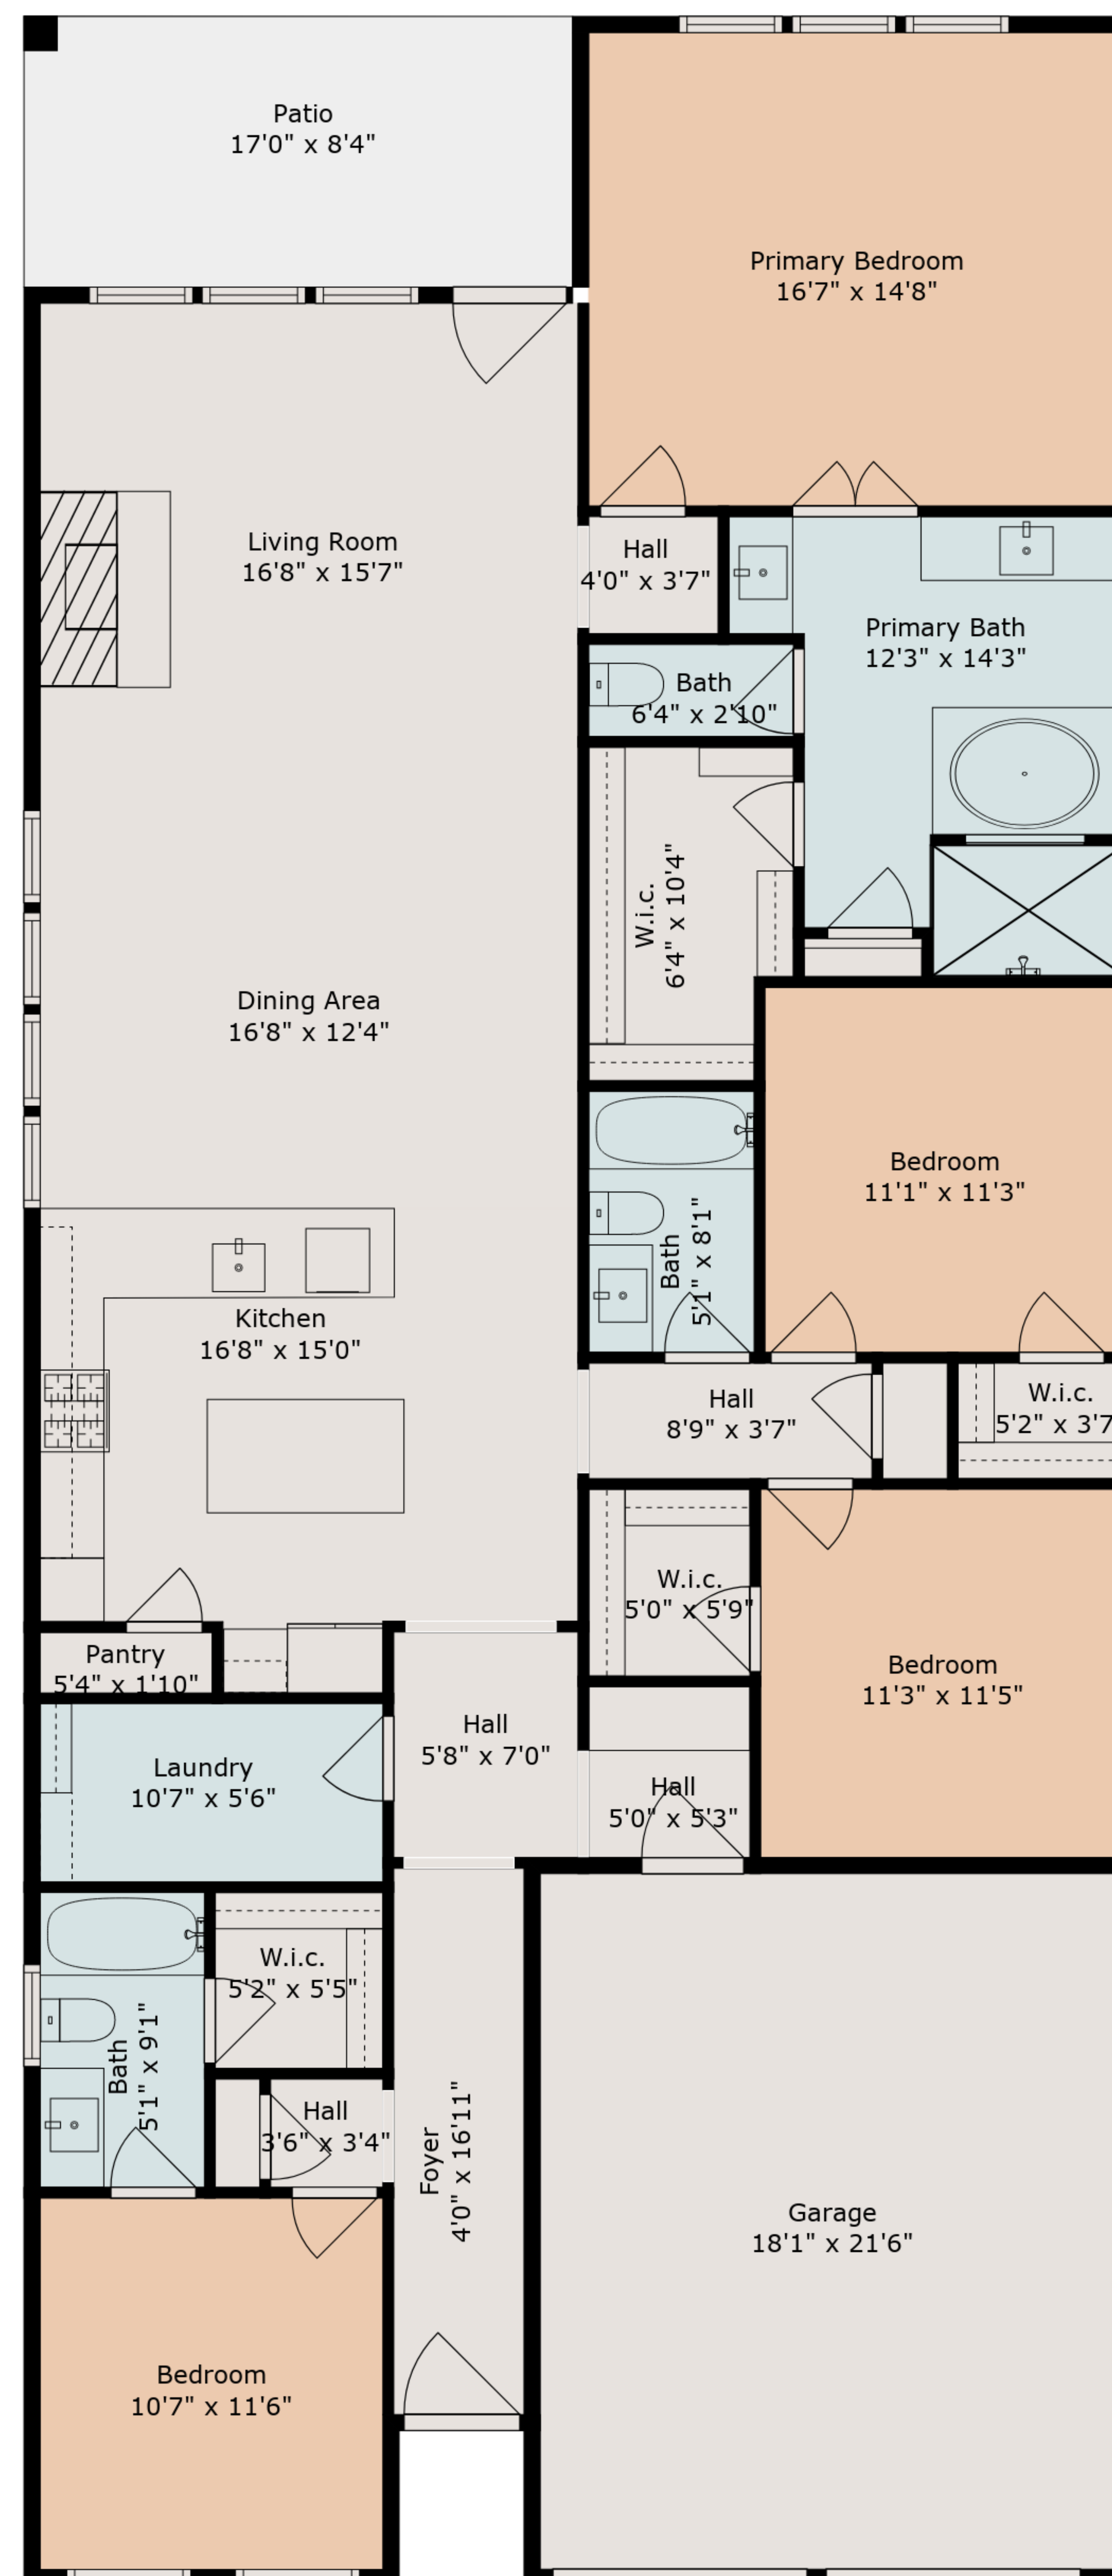 Patio
17'0" x 8'4"
Primary Bedroom
16'7" x 14'8"
Living Room
16'8" x 15'7"
Hall
4'0" x 3'7"
Primary Bath
12'3" x 14'3"
Bath
6'4" x 2'10"
W.i.c.
6'4" x 10'4"
Dining Area
16'8" x 12'4"
Bedroom
11'1" x 11'3"
Bath
5'1" x 8'1"
Kitchen
16'8" x 15'0"
Hall
8'9" x 3'7"
W.i.c.
5'2" x 3'7
W.i.c.
5'0" x 5'9"
Bedroom
11'3" x 11'5"
Pantry
5'4" x 1'10"
Hall
5'8" x 7'0"
Laundry
10'7" x 5'6"
Hall
5'0" x 5'3"
W.i.c.
5'2" x 5'5"
Bath
5'1" x 9'1"
Hall
3'6" x 3'4"
Foyer
4'0" x 16'11"
Garage
18'1" x 21'6"
Bedroom
10'7" x 11'6"